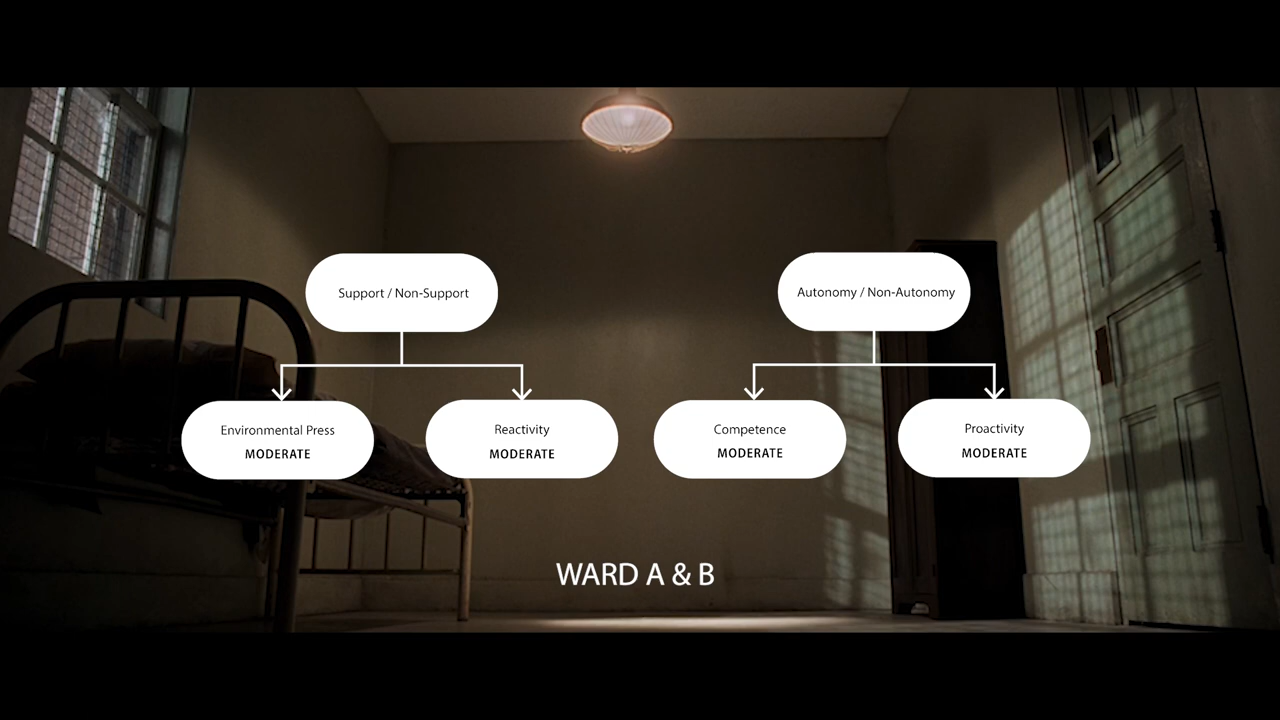 Support / Non-Support
Autonomy / Non-Autonomy
Environmental Press
MODERATE
Reactivity
MODERATE
Competence
MODERATE
Proactivity
MODERATE
WARD A & B